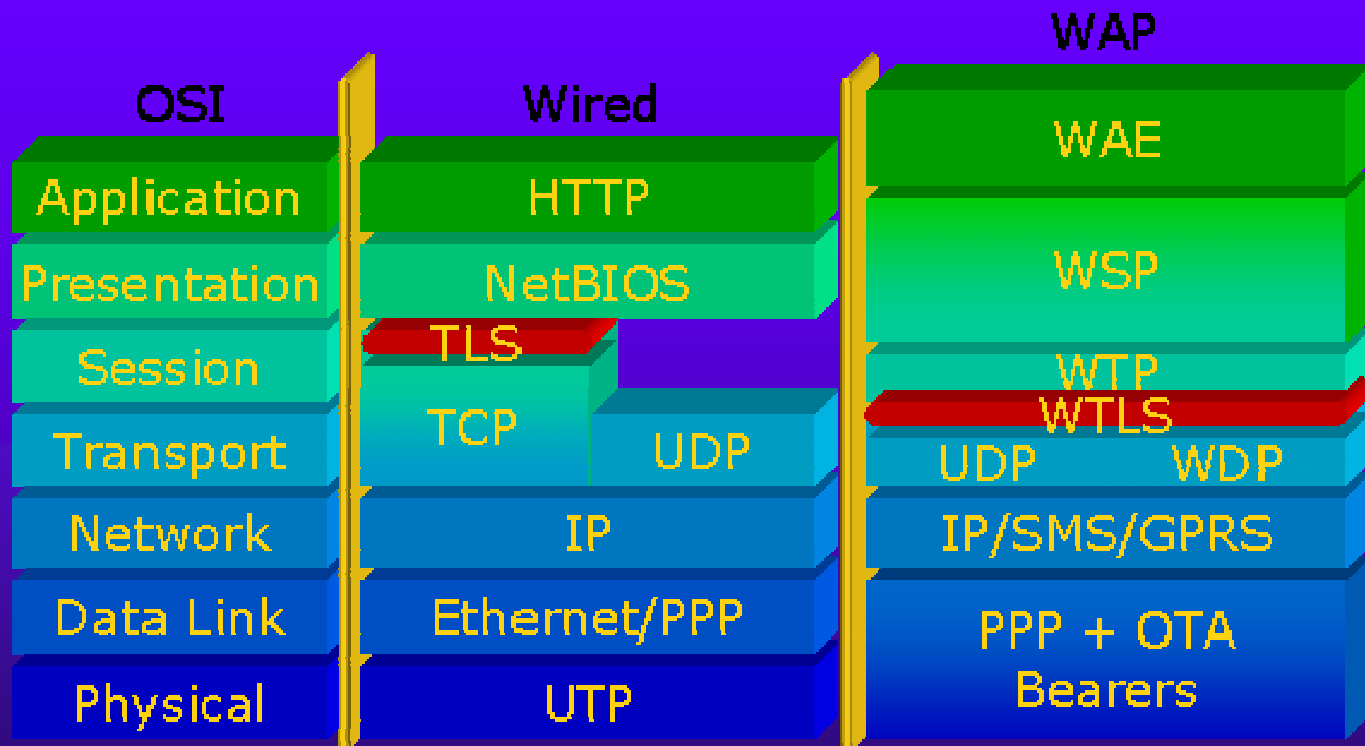 OSI
Application
Presentation
Session
Transport
Network
Data Link
Physical
Wired
HTTP
NetBIOS
TLS
TCP
UDP
IP
Ethernet/PPP
UTP
WAP
WAE
WSP
WTP
WTLS
UDP WDP
IP/SMS/GPRS
PPP + OTA
Bearers